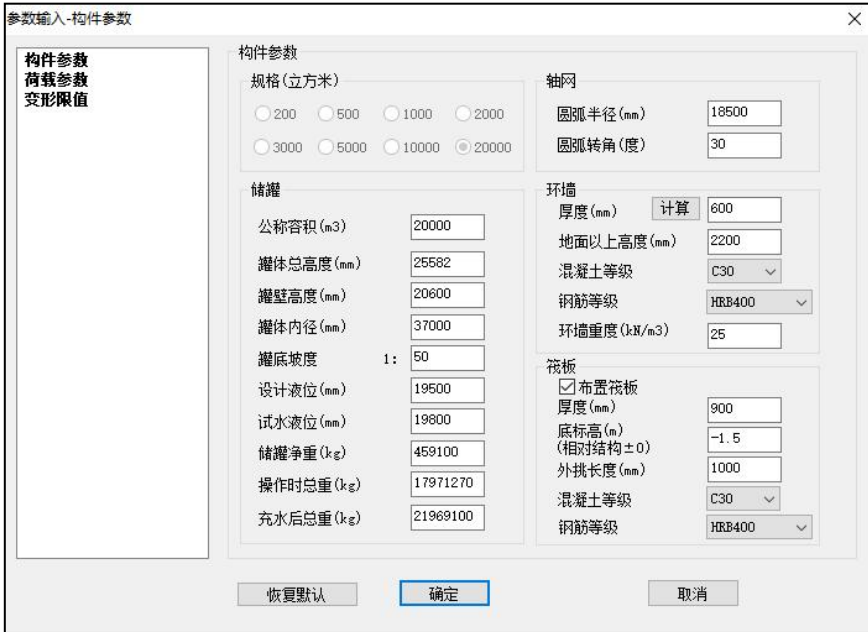 参数输入-构件参数
构件参数
荷载参数
变形限值
构件参数
规格(立方米)
200 500 1000 2000
3000 5000 10000 20000
储罐
公称容积(m3) 20000
罐体总高度(mm) 25582
罐壁高度(mm) 20600
罐体内径(mm) 37000
罐底坡度 1: 50
设计液位(mm) 19500
试水液位(mm) 19800
储罐净重(kg) 459100
操作时总重(kg) 17971270
充水后总重(kg) 21969100
轴网
圆弧半径(mm) 18500
圆弧转角(度) 30
环墙
厚度(mm) 计算 600
地面以上高度(mm) 2200
混凝土等级 C30
钢筋等级 HRB400
环墙重度(kN/m3) 25
筏板
布置筏板
厚度(mm) 900
底标高(m)
(相对结构±0) -1.5
外挑长度(mm) 1000
混凝土等级 C30
钢筋等级 HRB400
恢复默认 确定 取消